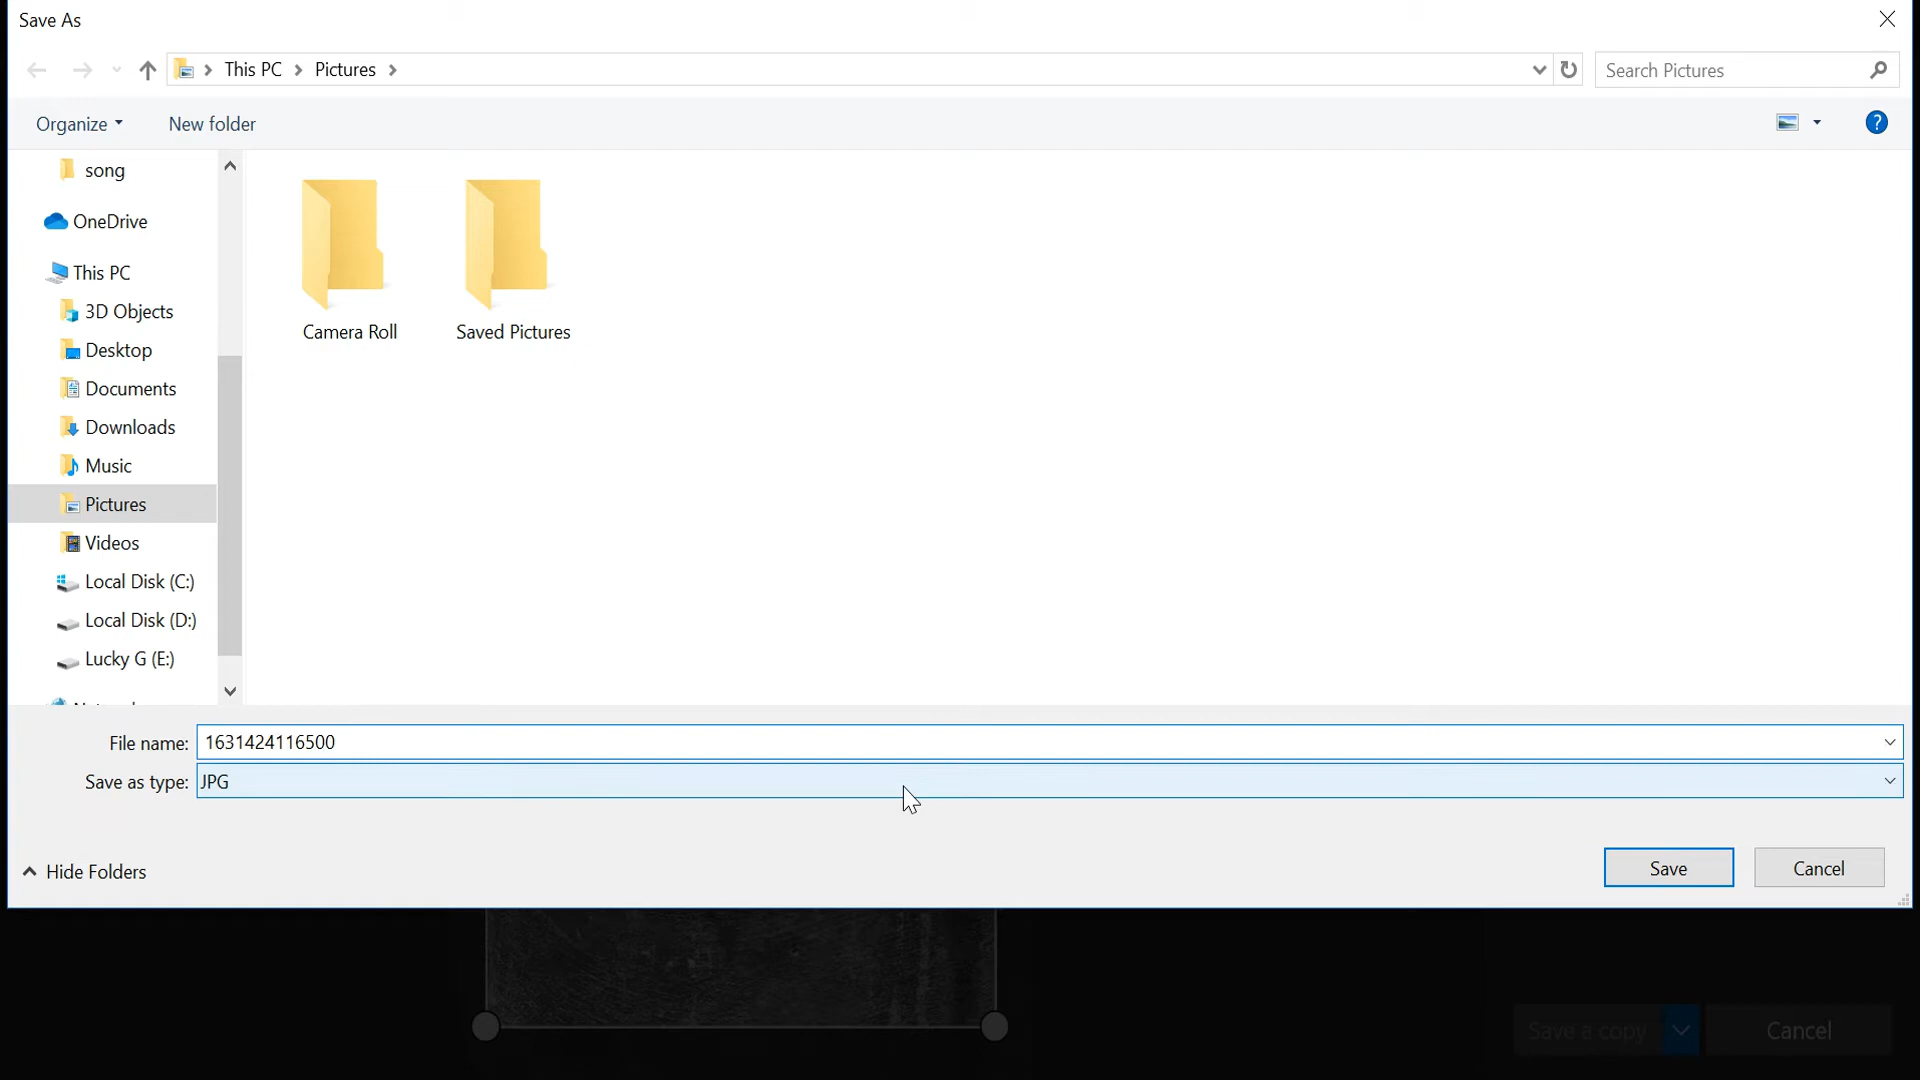 Save As
This PC
Pictures
Search Pictures
Organize
New folder
?
song
OneDrive
This PC
3D Objects
Desktop
Documents
Downloads
Music
Pictures
Videos
Local Disk (C:)
Local Disk (D:)
Lucky G (E:)
Camera Roll
Saved Pictures
File name: 1631424116500
Save as type: JPG
Hide Folders
Save
Cancel
Save a copy
Cancel